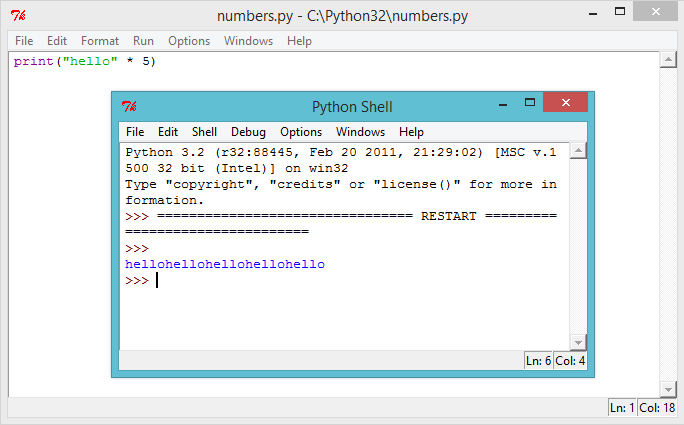 numbers.py - C:\Python32\numbers.py
File Edit Format Run Options Windows Help
print("hello" * 5)
Python Shell
File Edit Shell Debug Options Windows Help
Python 3.2 (r32:88445, Feb 20 2011, 21:29:02) [MSC v.1
500 32 bit (Intel)] on win32
Type "copyright", "credits" or "license()" for more in
formation.
>>> ================================ RESTART =========
=======================
>>>
hellohellohellohellohello
>>>
Ln: 6 Col: 4
Ln: 1 Col: 18